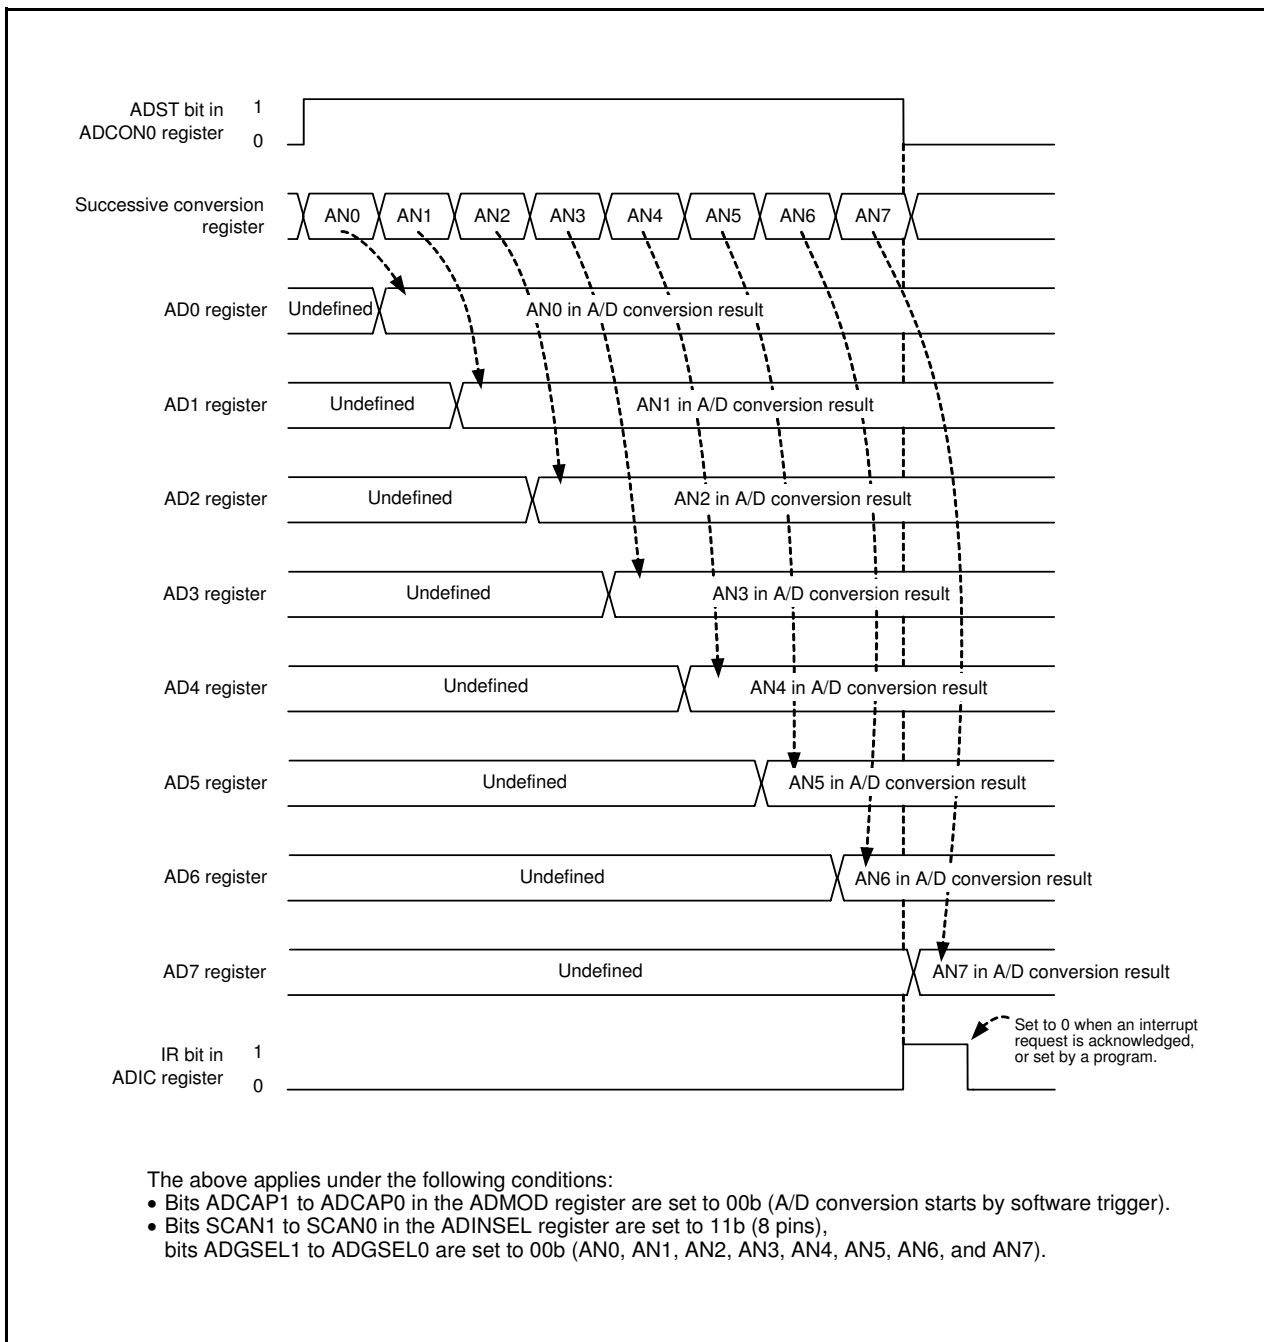 ADST bit in
ADCON0 register
1
0
Successive conversion
register
AN0 AN1 AN2 AN3 AN4 AN5 AN6 AN7
AD0 register Undefined AN0 in A/D conversion result
AD1 register Undefined AN1 in A/D conversion result
AD2 register Undefined AN2 in A/D conversion result
AD3 register Undefined AN3 in A/D conversion result
AD4 register Undefined AN4 in A/D conversion result
AD5 register Undefined AN5 in A/D conversion result
AD6 register Undefined AN6 in A/D conversion result
AD7 register Undefined AN7 in A/D conversion result
IR bit in
ADIC register
1
0
Set to 0 when an interrupt
request is acknowledged,
or set by a program.
The above applies under the following conditions:
• Bits ADCAP1 to ADCAP0 in the ADMOD register are set to 00b (A/D conversion starts by software trigger).
• Bits SCAN1 to SCAN0 in the ADINSEL register are set to 11b (8 pins),
bits ADGSEL1 to ADGSEL0 are set to 00b (AN0, AN1, AN2, AN3, AN4, AN5, AN6, and AN7).